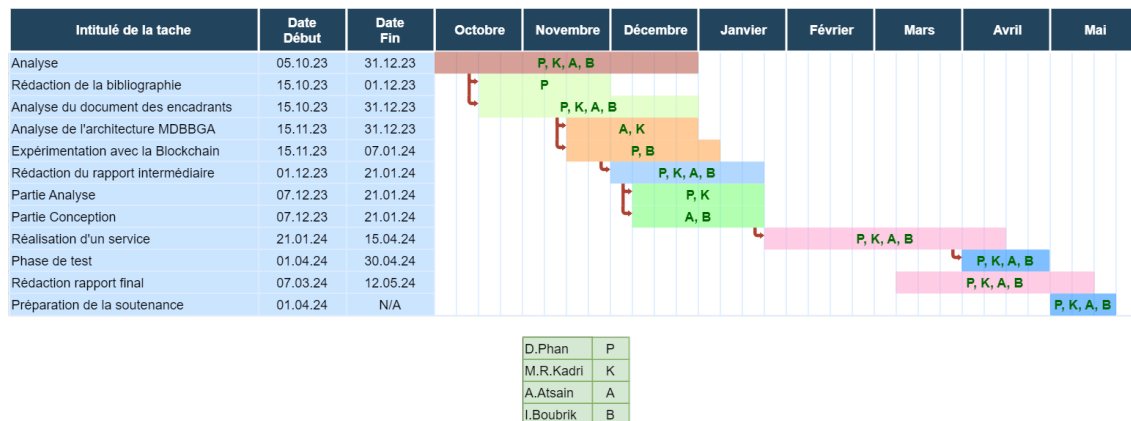 Intitulé de la tache Date Début Date Fin Octobre Novembre Décembre Janvier Février Mars Avril Mai
Analyse 05.10.23 31.12.23 P, K, A, B
Rédaction de la bibliographie 15.10.23 01.12.23 P
Analyse du document des encadrants 15.10.23 31.12.23 P, K, A, B
Analyse de l'architecture MDBBGA 15.11.23 31.12.23 A, K
Expérimentation avec la Blockchain 15.11.23 07.01.24 P, B
Rédaction du rapport intermédiaire 01.12.23 21.01.24 P, K, A, B
Partie Analyse 07.12.23 21.01.24 P, K
Partie Conception 07.12.23 21.01.24 A, B
Réalisation d'un service 21.01.24 15.04.24 P, K, A, B
Phase de test 01.04.24 30.04.24 P, K, A, B
Rédaction rapport final 07.03.24 12.05.24 P, K, A, B
Préparation de la soutenance 01.04.24 N/A P, K, A, B
D.Phan P
M.R.Kadri K
A.Atsain A
I.Boubrik B